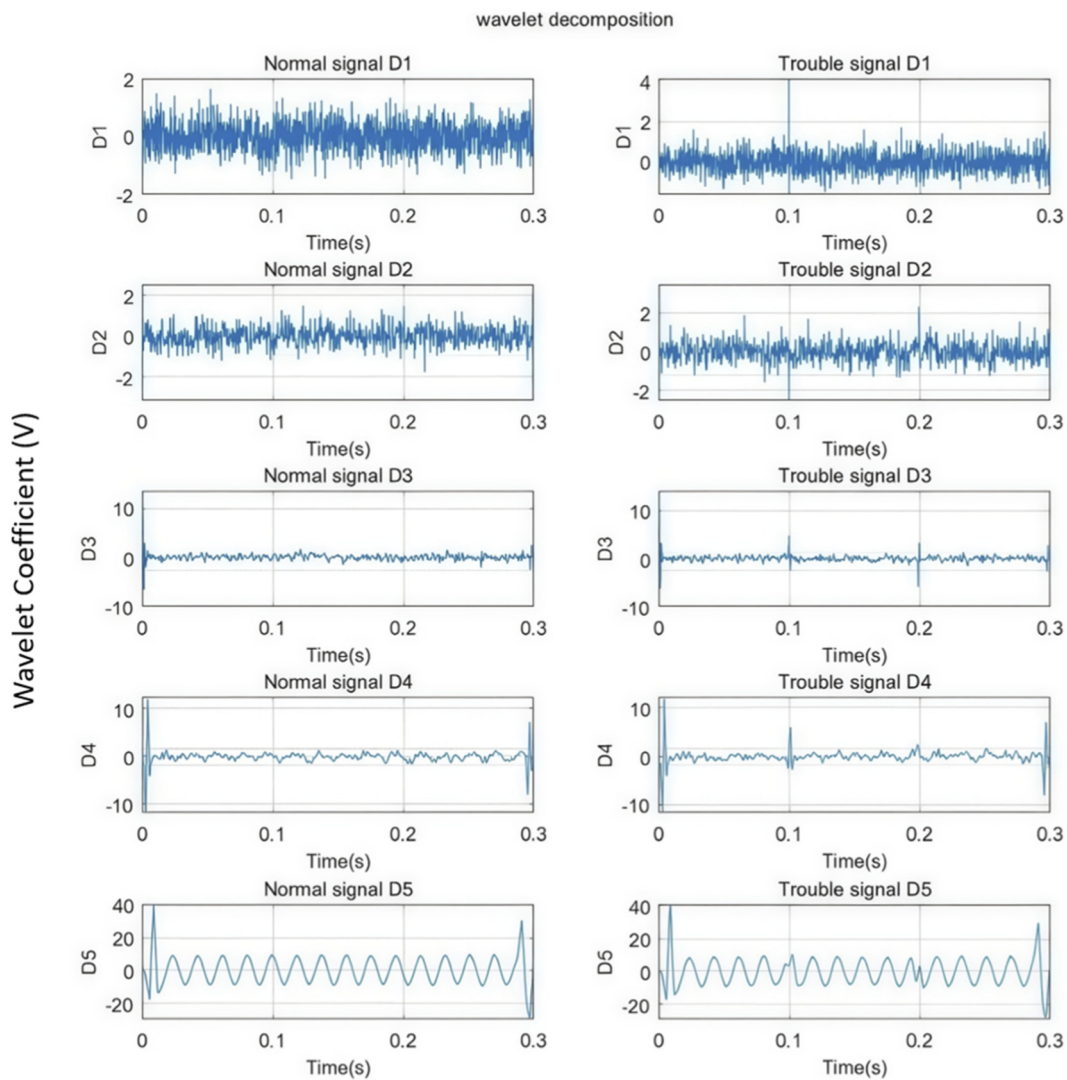 wavelet decomposition
Normal signal D1
Trouble signal D1
2
0
-2
D1
0 0.1 0.2 0.3
Time(s)
4
2
0
D1
0 0.1 0.2 0.3
Time(s)
Normal signal D2
Trouble signal D2
2
0
-2
D2
0 0.1 0.2 0.3
Time(s)
2
0
-2
D2
0 0.1 0.2 0.3
Time(s)
Wavelet Coefficient (V)
Normal signal D3
Trouble signal D3
10
0
-10
D3
0 0.1 0.2 0.3
Time(s)
10
0
-10
D3
0 0.1 0.2 0.3
Time(s)
Normal signal D4
Trouble signal D4
10
0
-10
D4
0 0.1 0.2 0.3
Time(s)
10
0
-10
D4
0 0.1 0.2 0.3
Time(s)
Normal signal D5
Trouble signal D5
40
20
0
-20
D5
0 0.1 0.2 0.3
Time(s)
40
20
0
-20
D5
0 0.1 0.2 0.3
Time(s)